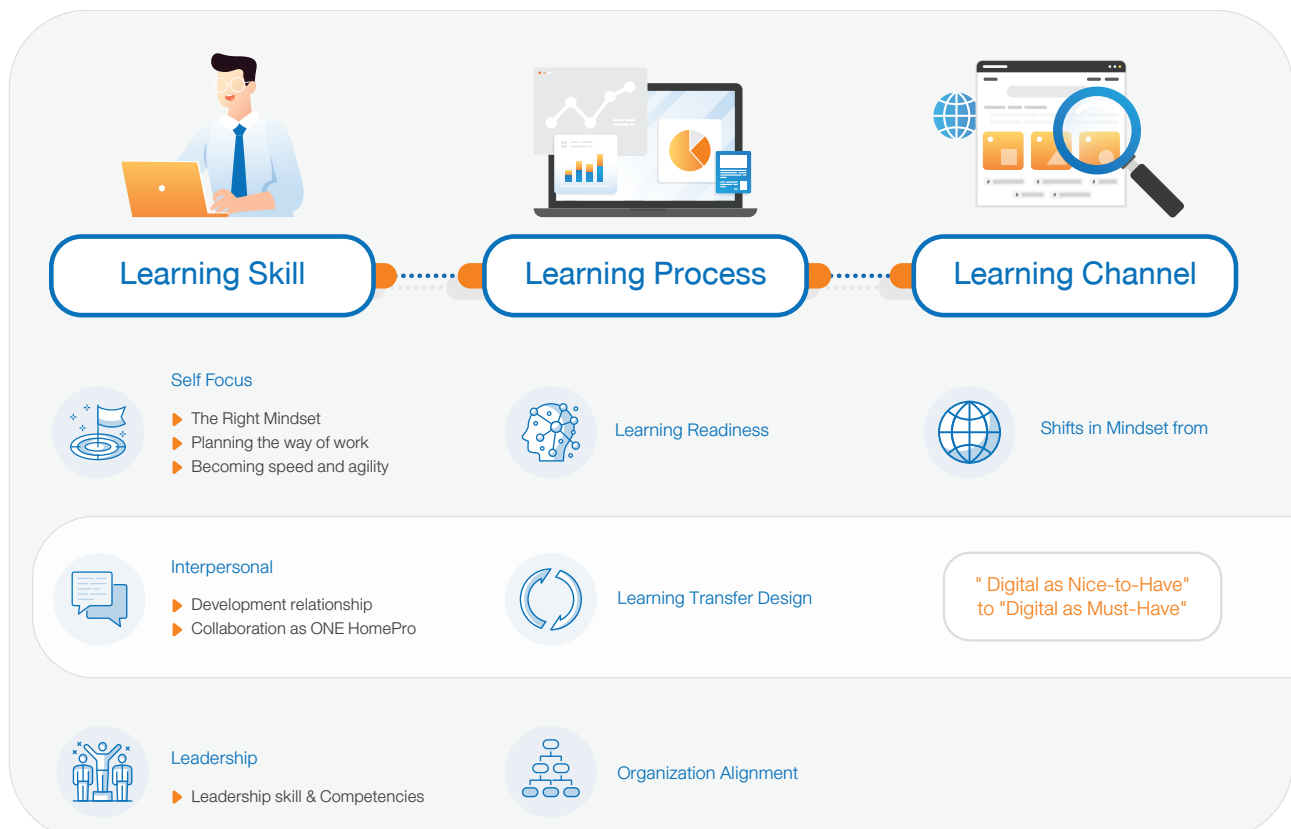 Learning Skill
Learning Process
Learning Channel
Self Focus
The Right Mindset
Planning the way of work
Becoming speed and agility
Learning Readiness
Shifts in Mindset from
Interpersonal
Development relationship
Collaboration as ONE HomePro
Learning Transfer Design
" Digital as Nice-to-Have"
to "Digital as Must-Have"
Leadership
Leadership skill & Competencies
Organization Alignment